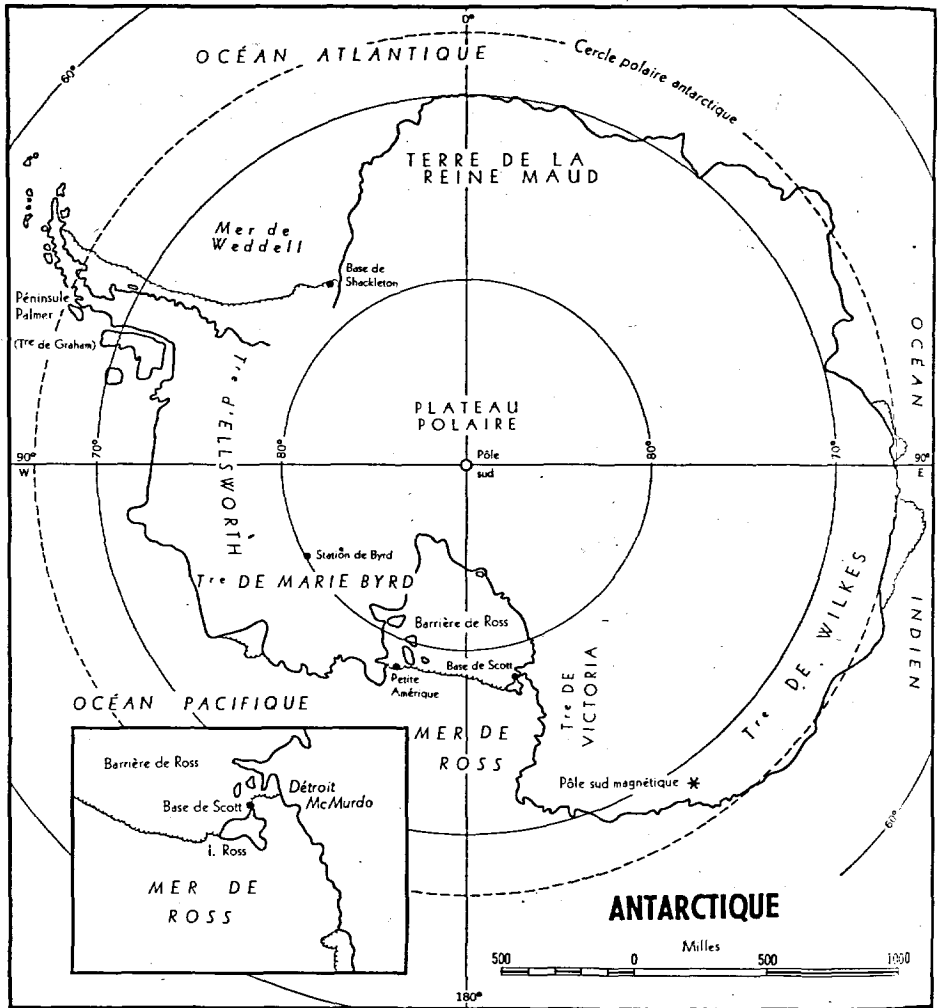 0°
60°
OCÉAN ATLANTIQUE
Cercle polaire antarctique
TERRE DE LA
REINE MAUD
Mer de
Weddell
Base de
Shackleton
Péninsule
Palmer
(Tre de Graham)
Tre d'ELLSWORTH
OCÉAN
INDIEN
PLATEAU
POLAIRE
90°
W
70°
80°
Pôle
sud
80°
70°
90°
E
Station de Byrd
Tre DE MARIE BYRD
Barrière de Ross
Base de Scott
Petite
Amérique
Tre DE
VICTORIA
Tre DE WILKES
OCÉAN PACIFIQUE
MER DE
ROSS
Pôle sud magnétique
60°
Barrière de Ross
Détroit
McMurdo
Base de Scott
i. Ross
MER DE
ROSS
ANTARCTIQUE
Milles
500 0 500 1000
180°